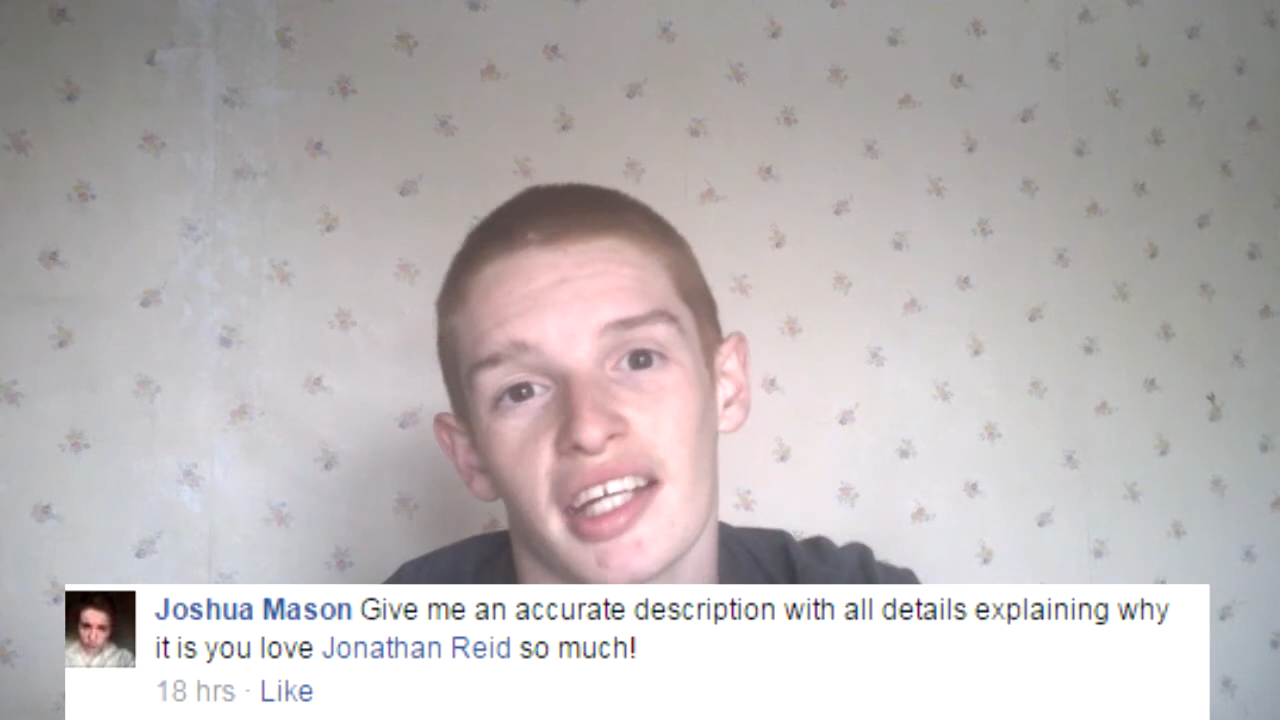 Joshua Mason Give me an accurate description with all details explaining why
it is you love Jonathan Reid so much!
18 hrs · Like